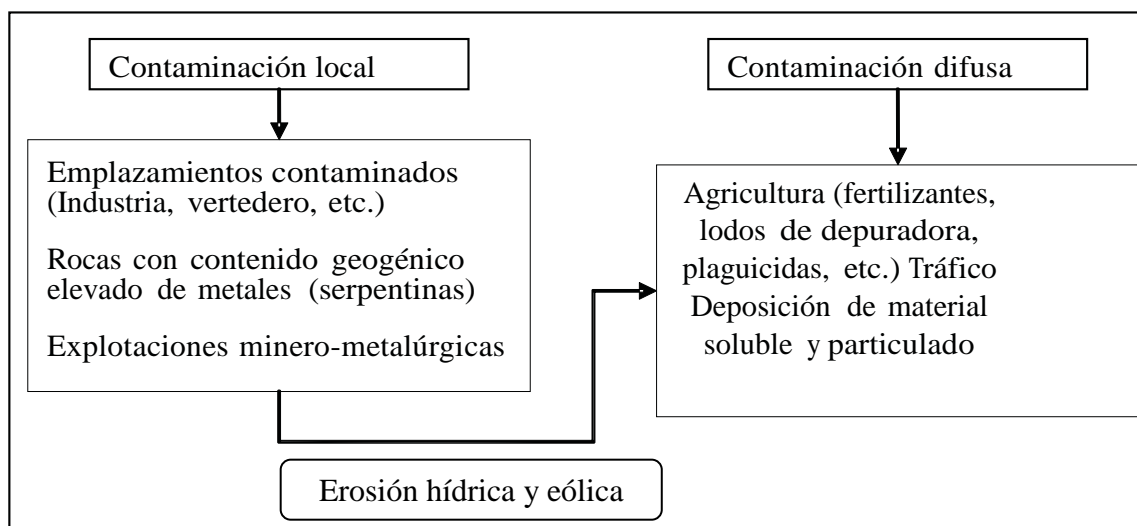 Contaminación local
Contaminación difusa
Emplazamientos contaminados
(Industria, vertedero, etc.)
Rocas con contenido geogénico
elevado de metales (serpentinas)
Explotaciones minero-metalúrgicas
Agricultura (fertilizantes,
lodos de depuradora,
plaguicidas, etc.) Tráfico
Deposición de material
soluble y particulado
Erosión hídrica y eólica